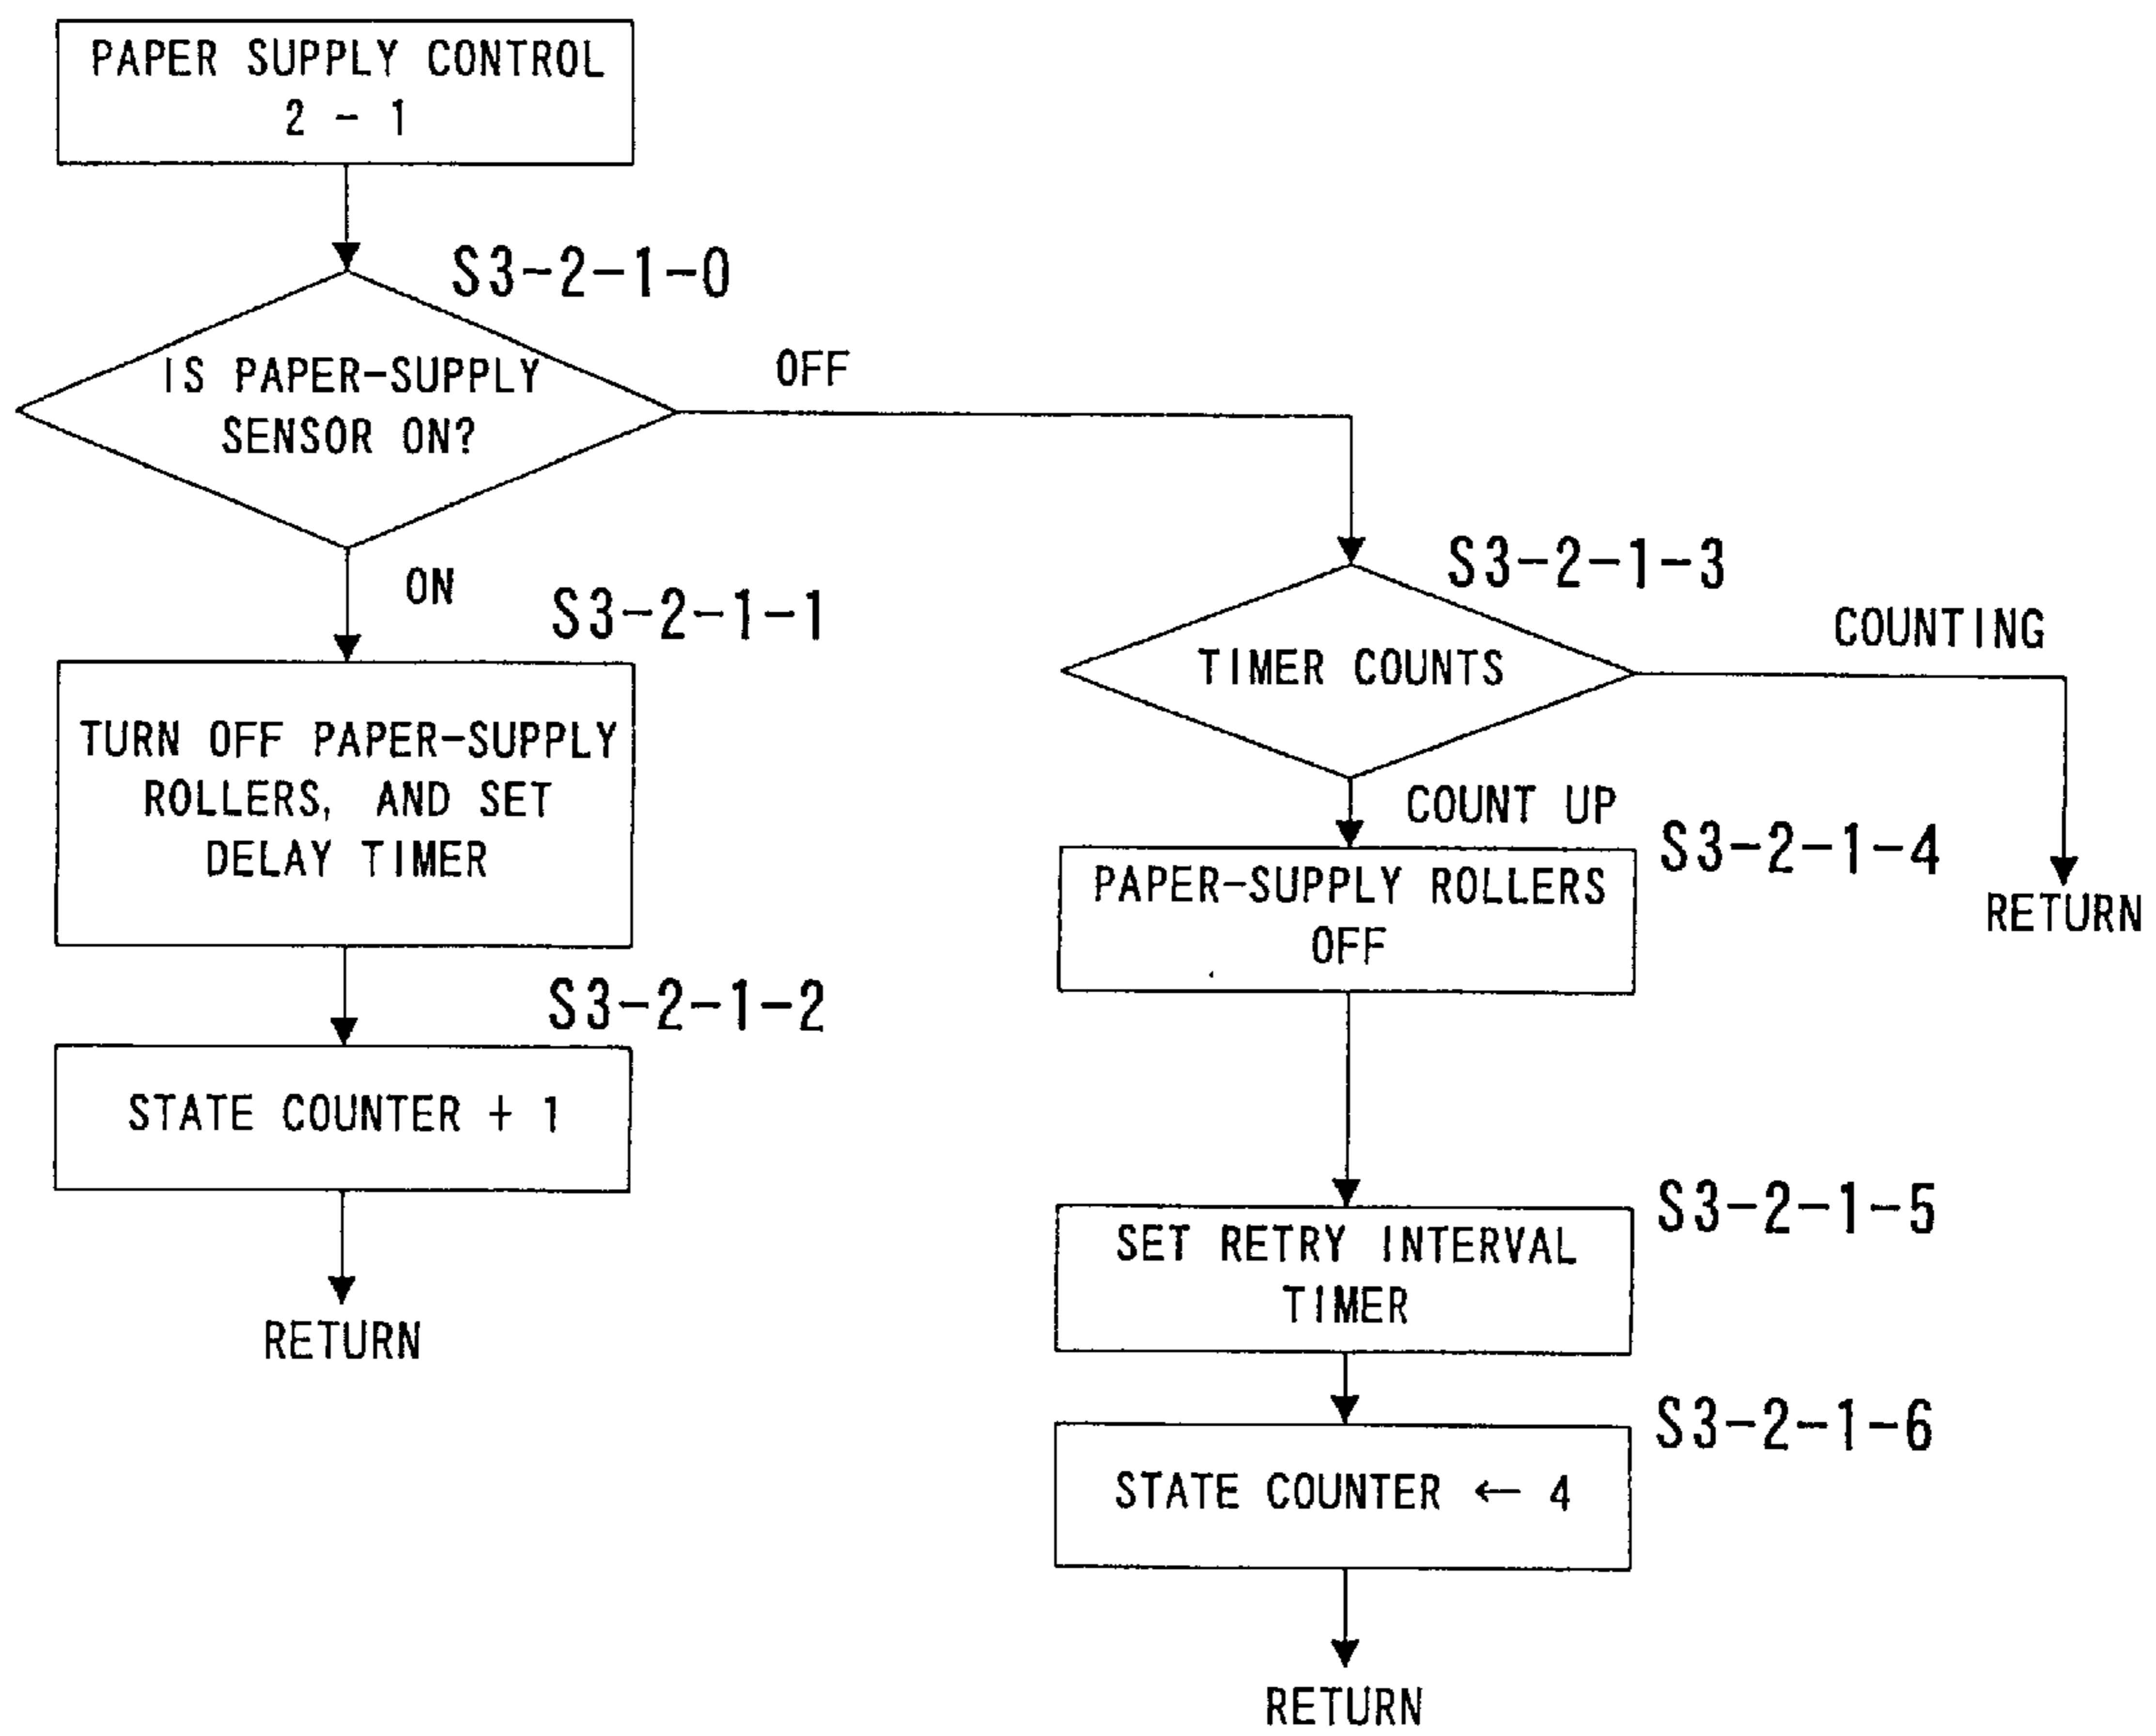 PAPER SUPPLY CONTROL
2 - 1
S3-2-1-0
IS PAPER-SUPPLY
SENSOR ON?
OFF
ON
S3-2-1-1
TURN OFF PAPER-SUPPLY
ROLLERS, AND SET
DELAY TIMER
S3-2-1-2
STATE COUNTER + 1
RETURN
S3-2-1-3
TIMER COUNTS
COUNTING
RETURN
COUNT UP
S3-2-1-4
PAPER-SUPPLY ROLLERS
OFF
S3-2-1-5
SET RETRY INTERVAL
TIMER
S3-2-1-6
STATE COUNTER ← 4
RETURN